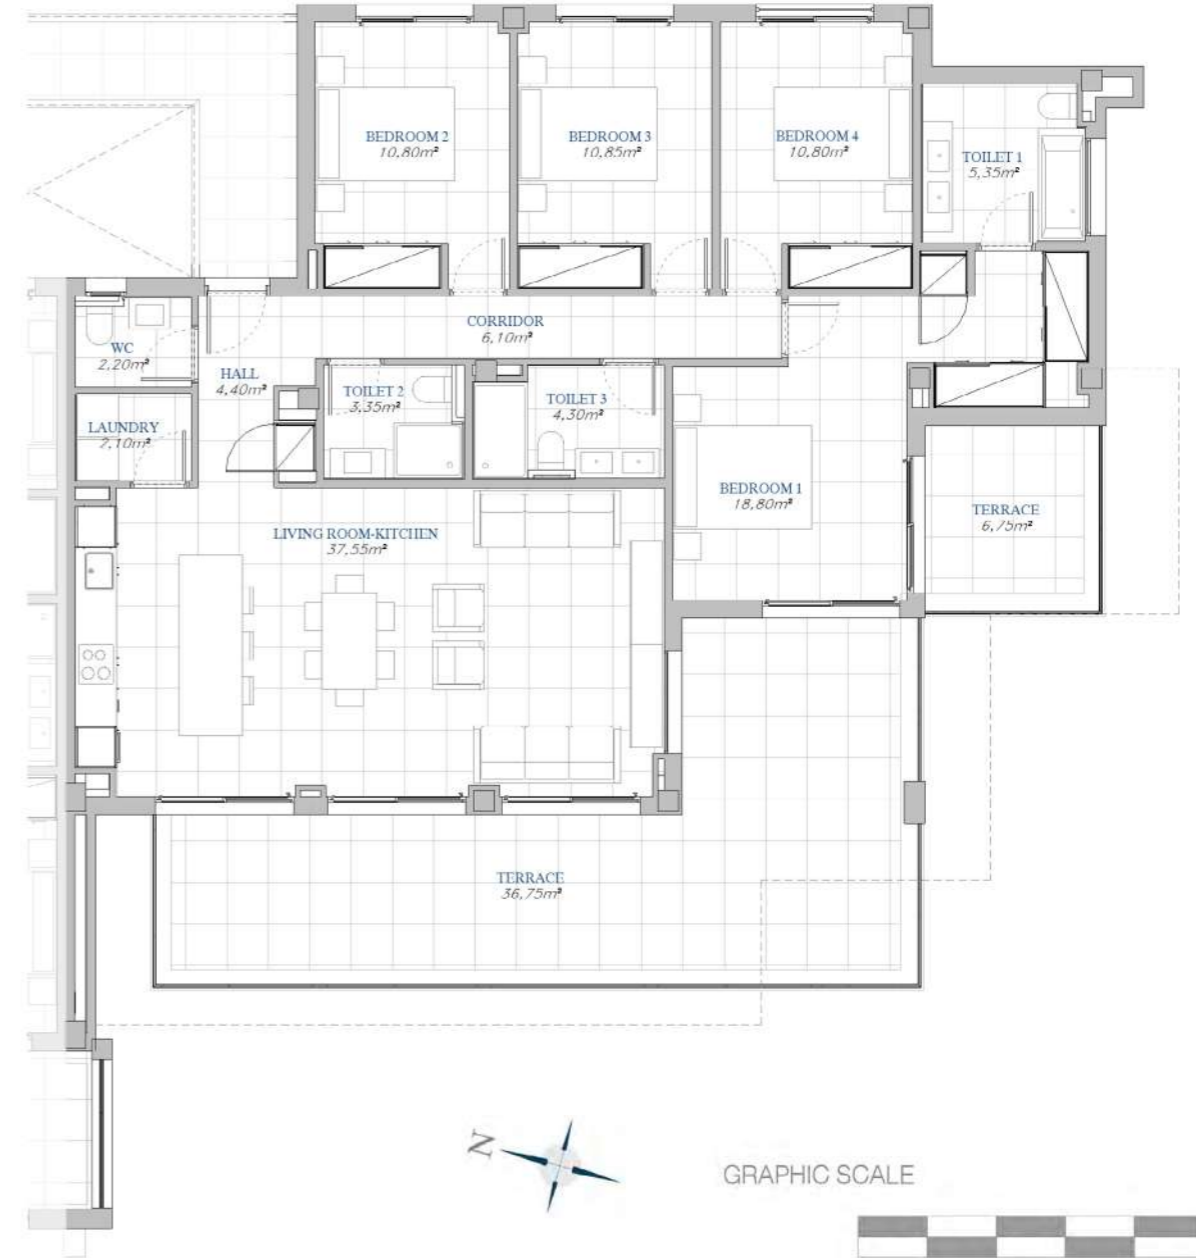 BEDROOM 2
10,80m²
BEDROOM 3
10,85m²
BEDROOM 4
10,80m²
TOILET 1
5,35m²
CORRIDOR
6,10m²
WC
2,20m²
HALL
4,40m²
TOILET 2
3,35m²
TOILET 3
4,30m²
LAUNDRY
2,10m²
BEDROOM 1
18,80m²
TERRACE
6,75m²
LIVING ROOM-KITCHEN
37,55m²
TERRACE
36,75m²
N
GRAPHIC SCALE